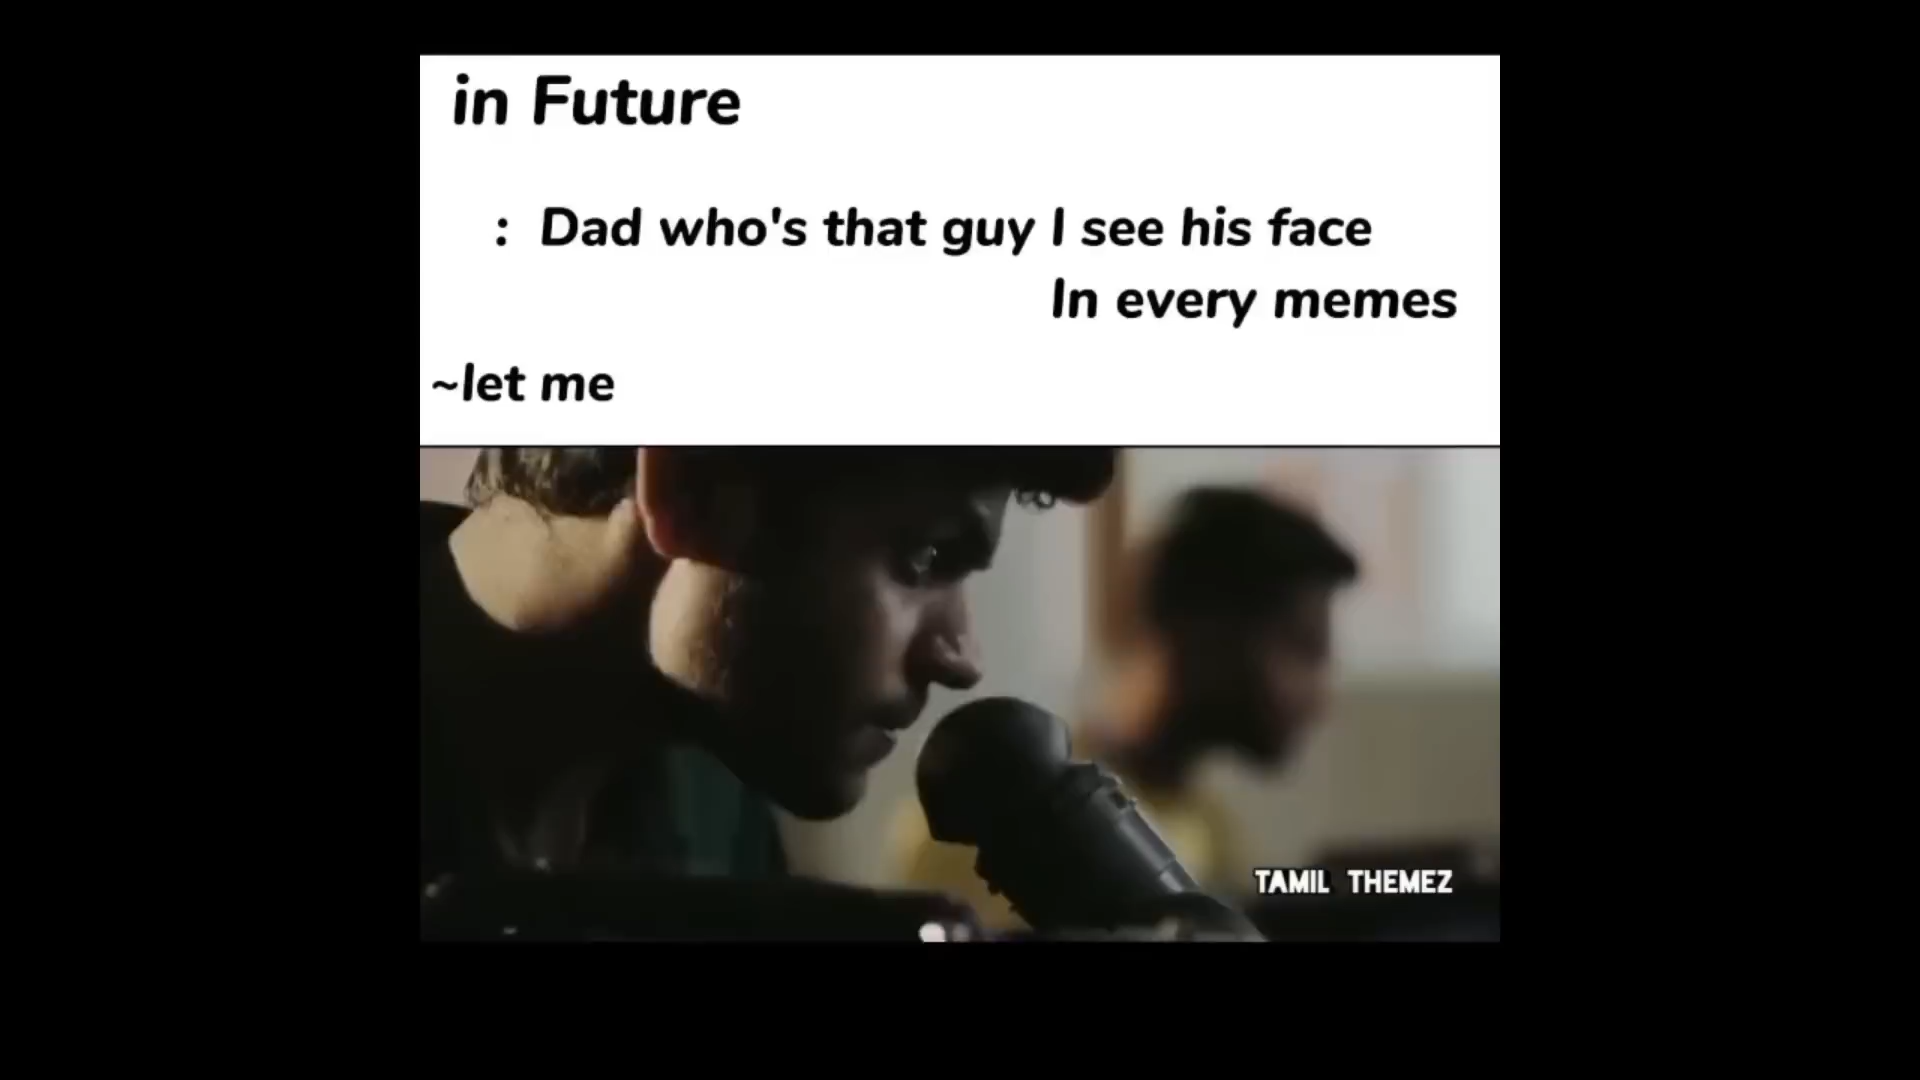 in Future
: Dad who's that guy I see his face
In every memes
~let me
TAMIL THEMEZ